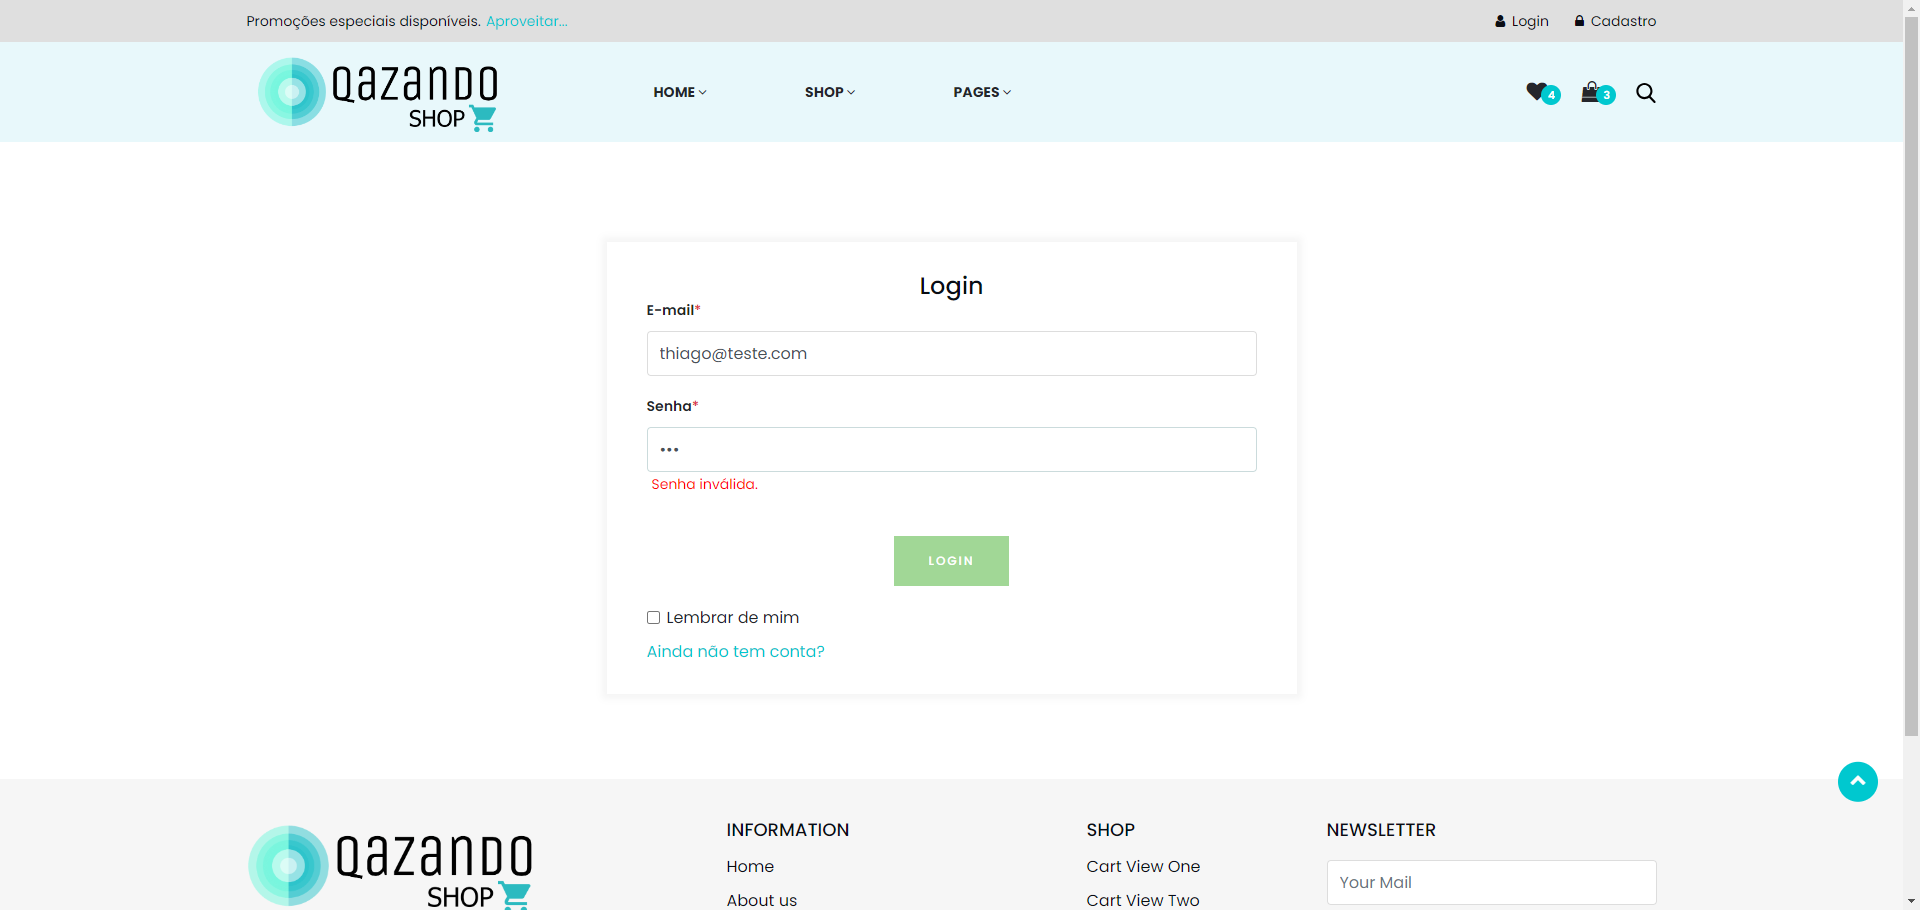 Promoções especiais disponíveis. Aproveitar...
Login
Cadastro
QAZANDO
SHOP
HOME
SHOP
PAGES
4
3
Login
E-mail*
thiago@teste.com
Senha*
•••
Senha inválida.
LOGIN
Lembrar de mim
Ainda não tem conta?
QAZANDO
SHOP
INFORMATION
Home
About us
SHOP
Cart View One
Cart View Two
NEWSLETTER
Your Mail